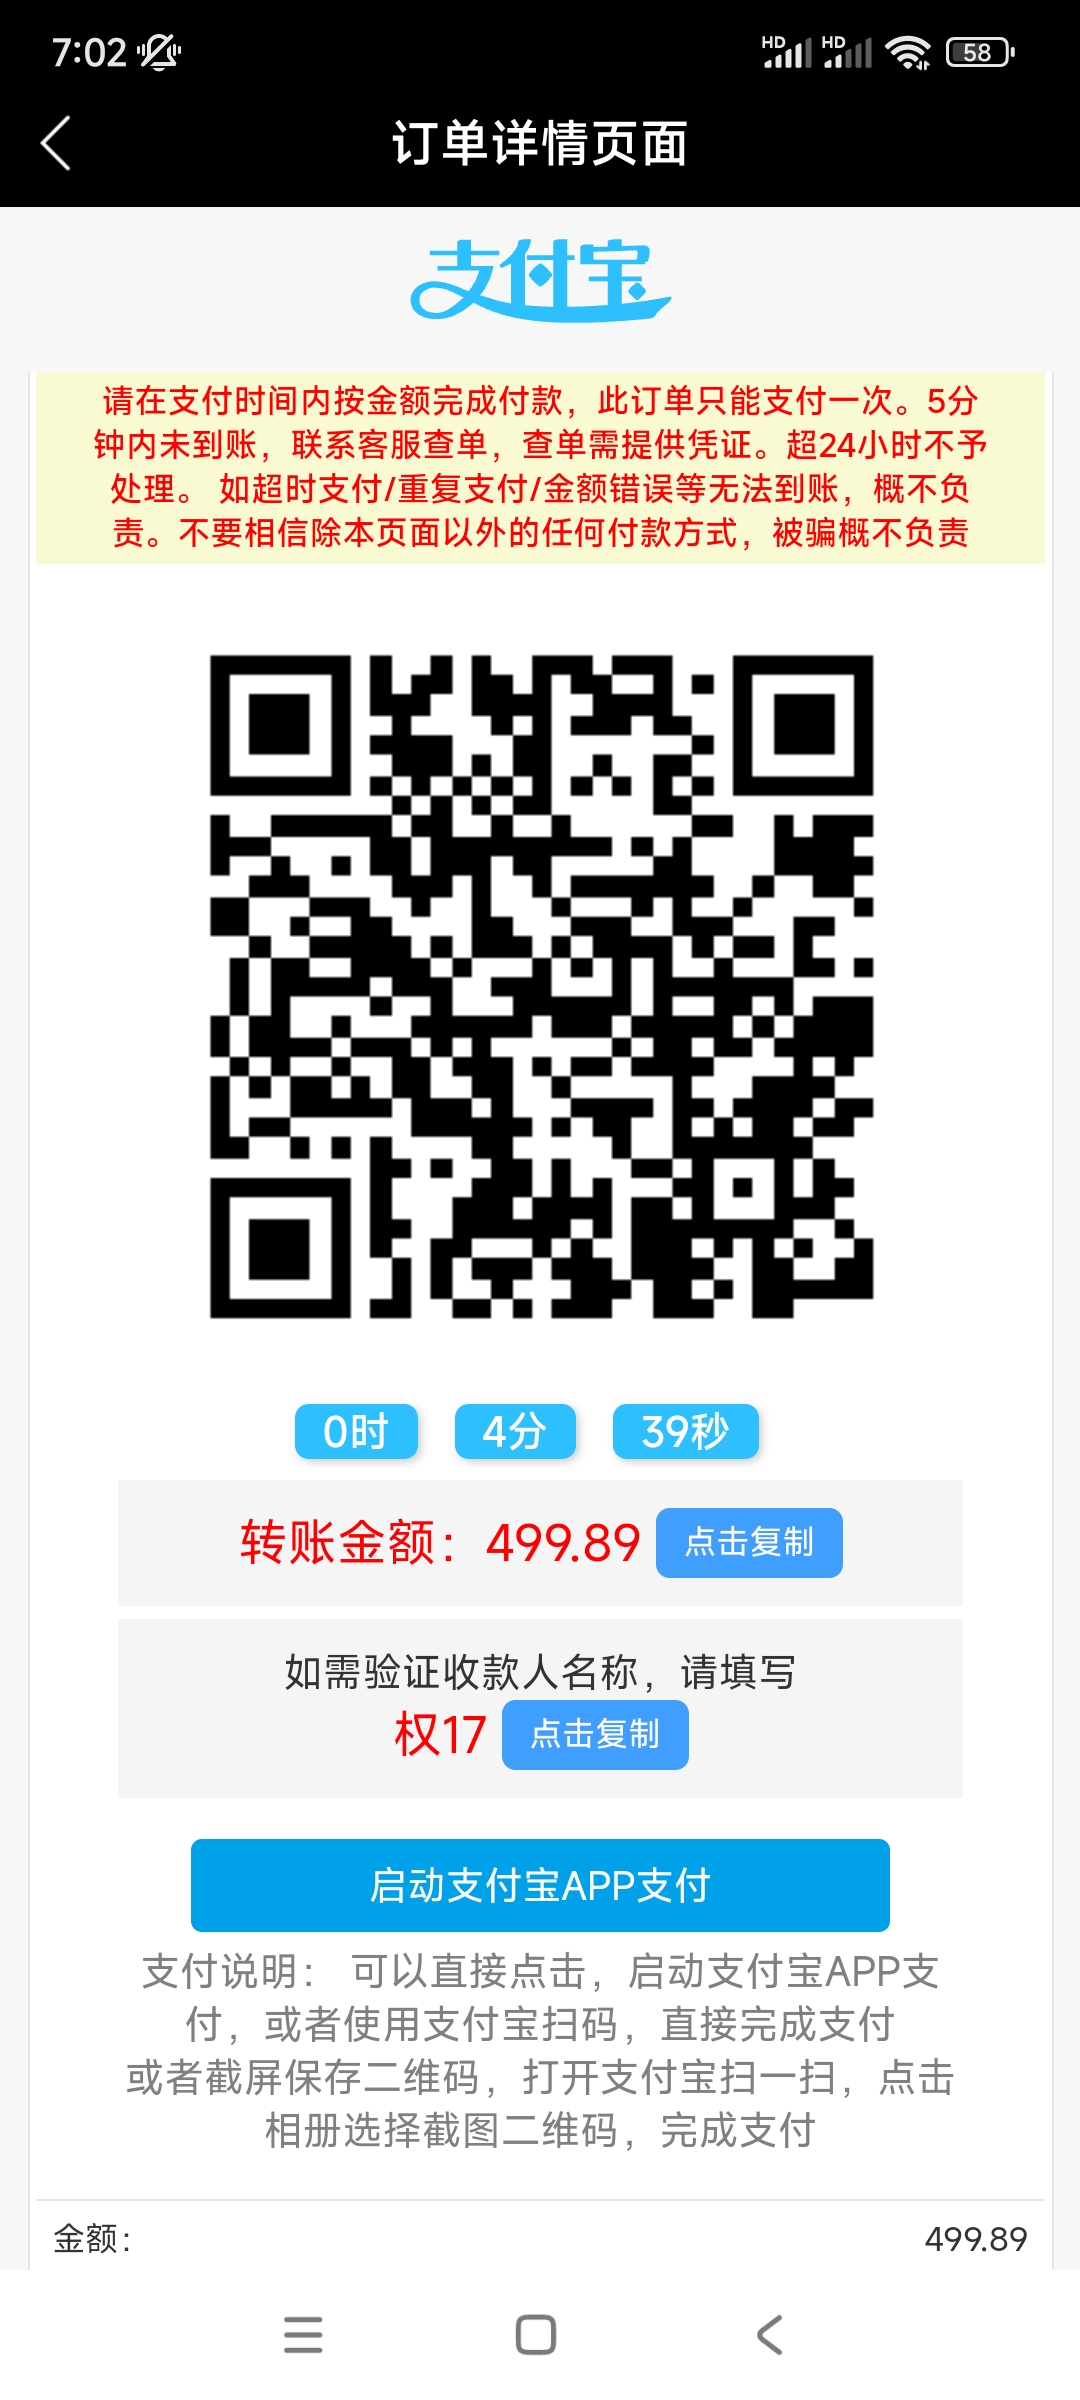 7:02
HD HD 58
订单详情页面
支付宝
请在支付时间内按金额完成付款，此订单只能支付一次。5分
钟内未到账，联系客服查单，查单需提供凭证。超24小时不予
处理。 如超时支付/重复支付/金额错误等无法到账，概不负
责。不要相信除本页面以外的任何付款方式，被骗概不负责
0时 4分 39秒
转账金额：499.89 点击复制
如需验证收款人名称，请填写
权17 点击复制
启动支付宝APP支付
支付说明： 可以直接点击，启动支付宝APP支
付，或者使用支付宝扫码，直接完成支付
或者截屏保存二维码，打开支付宝扫一扫，点击
相册选择截图二维码，完成支付
金额： 499.89